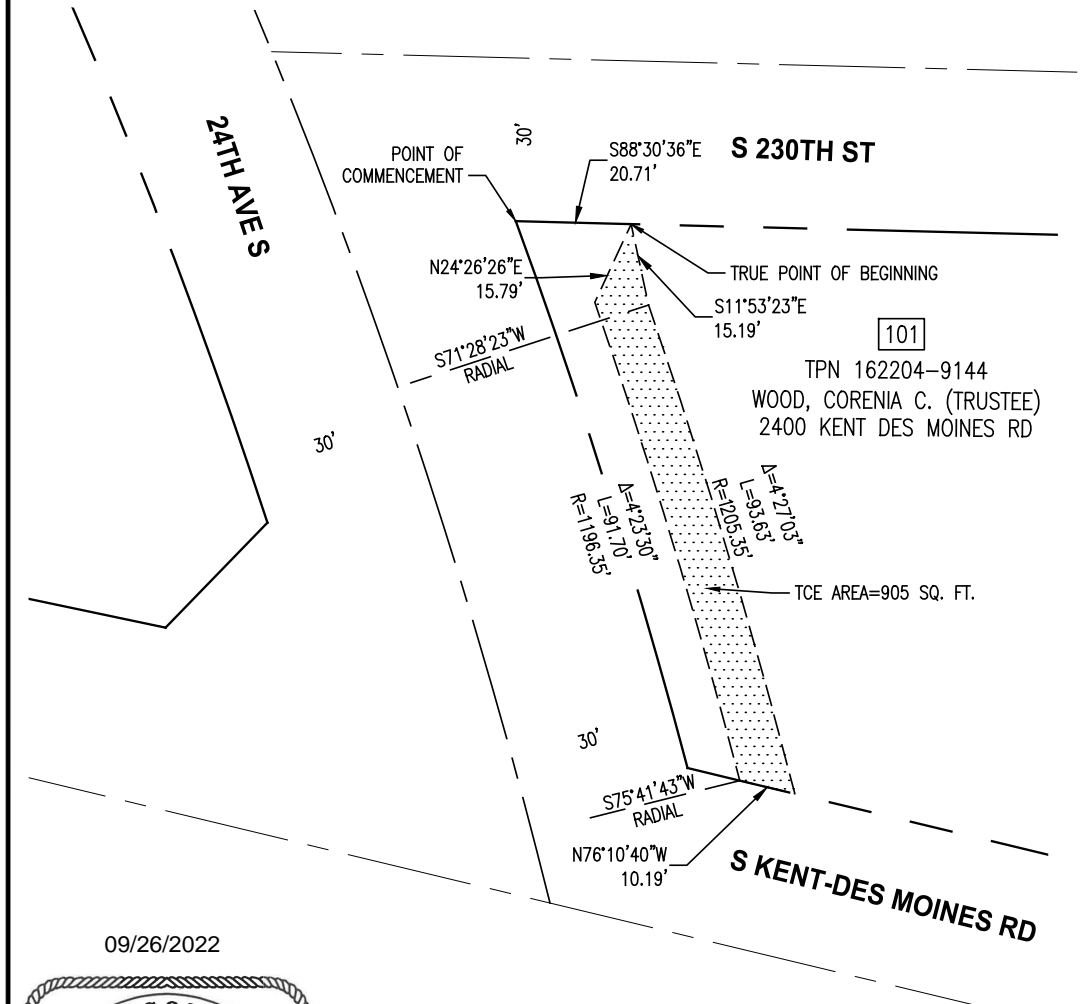 24TH AVE S
30'
S 230TH ST
POINT OF
COMMENCEMENT
S88°30'36"E
20.71'
N24°26'26"E
15.79'
TRUE POINT OF BEGINNING
S11°53'23"E
15.19'
S71°28'23"W
RADIAL
101
TPN 162204-9144
WOOD, CORENIA C. (TRUSTEE)
2400 KENT DES MOINES RD
30'
Δ=4°23'30"
L=91.70'
R=1196.35'
Δ=4°27'03"
L=93.63'
R=1205.35'
TCE AREA=905 SQ. FT.
30'
S75°41'43"W
RADIAL
N76°10'40"W
10.19'
S KENT-DES MOINES RD
09/26/2022